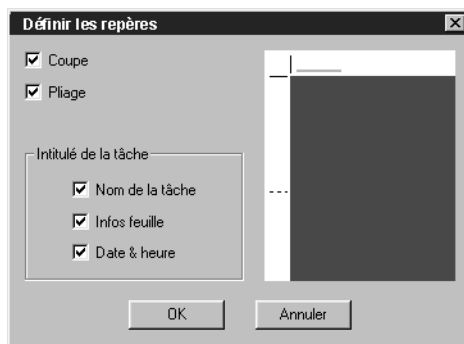 Définir les repères
Coupe
Pliage
Intitulé de la tâche
Nom de la tâche
Infos feuille
Date & heure
OK
Annuler